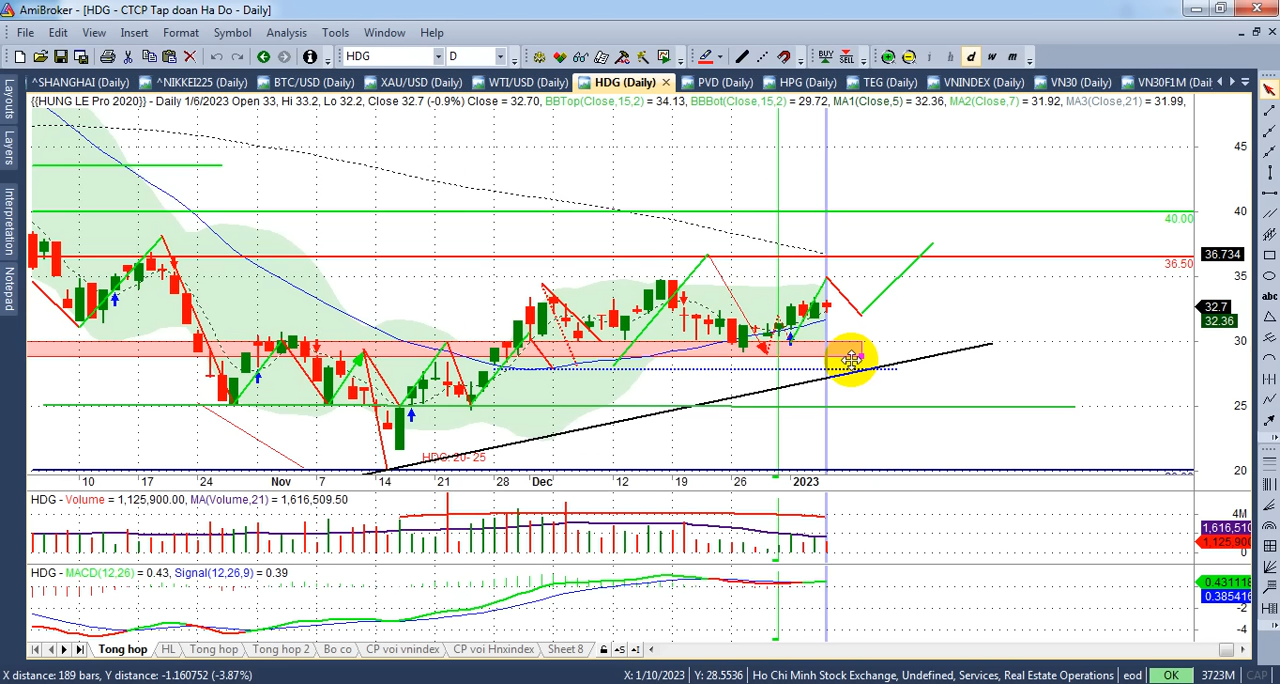 AmiBroker - [HDG - CTCP Tap doan Ha Do - Daily]
File Edit View Insert Format Symbol Analysis Tools Window Help
HDG D BUY SELL i h d w m
^SHANGHAI (Daily) ^NIKKEI225 (Daily) BTC/USD (Daily) XAU/USD (Daily) WTI/USD (Daily) HDG (Daily) PVD (Daily) HPG (Daily) TEG (Daily) VNINDEX (Daily) VN30 (Daily) VN30F1M (Daily)
{{HUNG LE Pro 2020}} - Daily 1/6/2023 Open 33, Hi 33.2, Lo 32.2, Close 32.7 (-0.9%) Close = 32.70, BBTop(Close,15,2) = 34.13, BBBot(Close,15,2) = 29.72, MA1(Close,5) = 32.36, MA2(Close,7) = 31.92, MA3(Close,21) = 31.99,
Layouts
Layers
Interpretation
Notepad
abc
45
40
40.00
36.734
36.50
35
32.7
32.36
30
25
HDG: 20- 25
20
10 17 24 Nov 7 14 21 28 Dec 12 19 26 2023
HDG - Volume = 1,125,900.00, MA(Volume,21) = 1,616,509.50
4M
1,616,510
1,125,900
0
HDG - MACD(12,26) = 0.43, Signal(12,26,9) = 0.39
0.431118
0.385416
-2
-4
Tong hop HL Tong hop Tong hop 2 Bo co CP voi vnindex CP voi Hnxindex Sheet 8
X distance: 189 bars, Y distance: -1.160752 (-3.87%) X: 1/10/2023 Y: 28.5536 Ho Chi Minh Stock Exchange, Undefined, Services, Real Estate Operations eod OK 3723M CAP